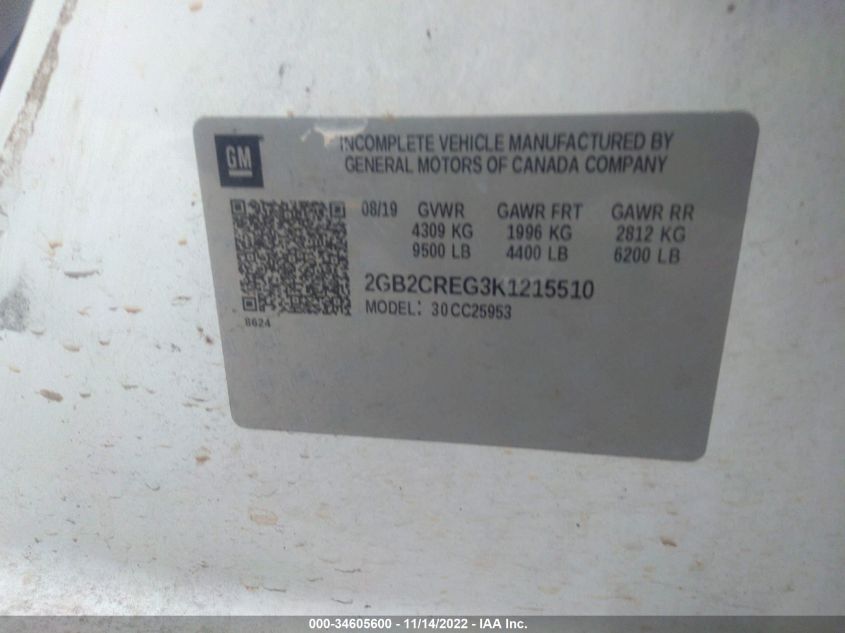 INCOMPLETE VEHICLE MANUFACTURED BY
GENERAL MOTORS OF CANADA COMPANY
GM
08/19 GVWR GAWR FRT GAWR RR
4309 KG 1996 KG 2812 KG
9500 LB 4400 LB 6200 LB
2GB2CREG3K1215510
MODEL: 30CC25953
8624
000-34605600 - 11/14/2022 - IAA Inc.